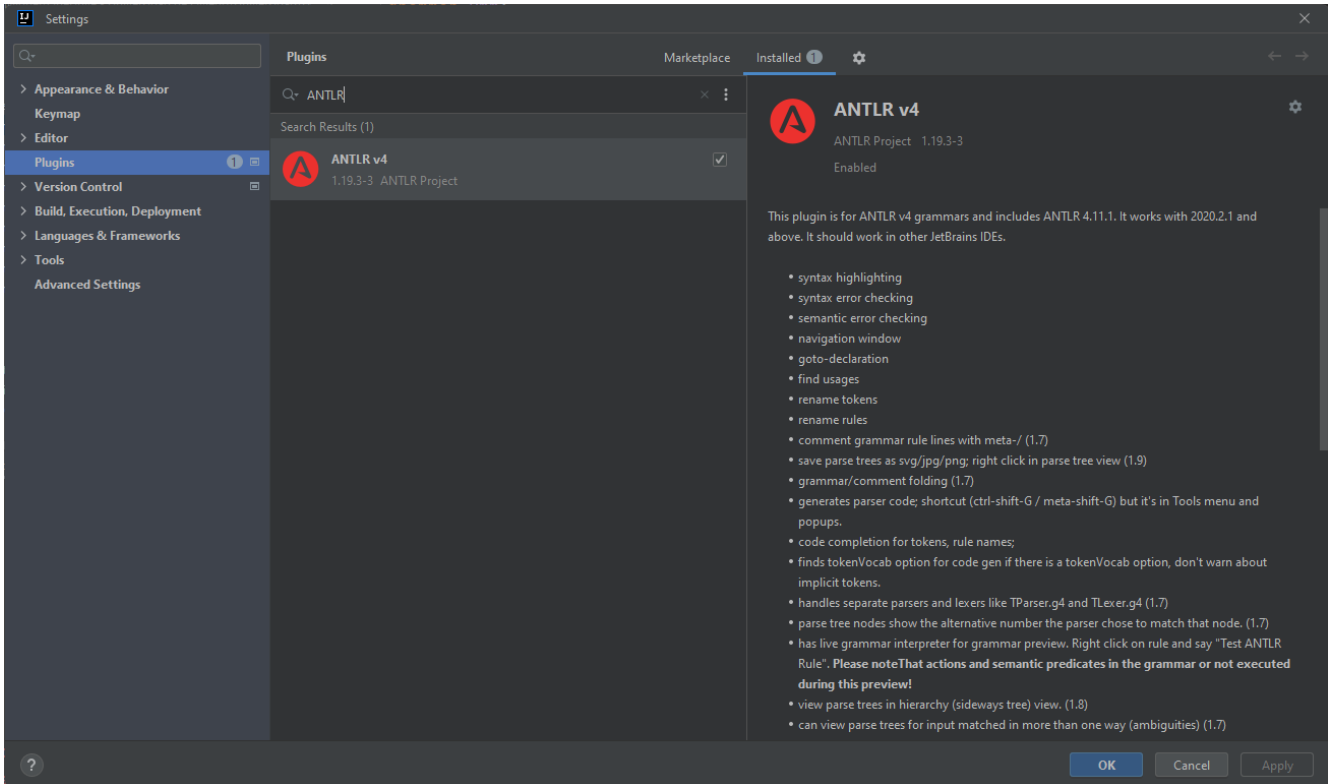 Settings
Plugins
Marketplace
Installed 1
Appearance & Behavior
Keymap
Editor
Plugins 1
Version Control
Build, Execution, Deployment
Languages & Frameworks
Tools
Advanced Settings
ANTLR
Search Results (1)
ANTLR v4
1.19.3-3 ANTLR Project
ANTLR v4
ANTLR Project 1.19.3-3
Enabled
This plugin is for ANTLR v4 grammars and includes ANTLR 4.11.1. It works with 2020.2.1 and
above. It should work in other JetBrains IDEs.
• syntax highlighting
• syntax error checking
• semantic error checking
• navigation window
• goto-declaration
• find usages
• rename tokens
• rename rules
• comment grammar rule lines with meta-/ (1.7)
• save parse trees as svg/jpg/png; right click in parse tree view (1.9)
• grammar/comment folding (1.7)
• generates parser code; shortcut (ctrl-shift-G / meta-shift-G) but it's in Tools menu and
popups.
• code completion for tokens, rule names;
• finds tokenVocab option for code gen if there is a tokenVocab option, don't warn about
implicit tokens.
• handles separate parsers and lexers like TParser.g4 and TLexer.g4 (1.7)
• parse tree nodes show the alternative number the parser chose to match that node. (1.7)
• has live grammar interpreter for grammar preview. Right click on rule and say "Test ANTLR
Rule". Please noteThat actions and semantic predicates in the grammar or not executed
during this preview!
• view parse trees in hierarchy (sideways tree) view. (1.8)
• can view parse trees for input matched in more than one way (ambiguities) (1.7)
?
OK
Cancel
Apply